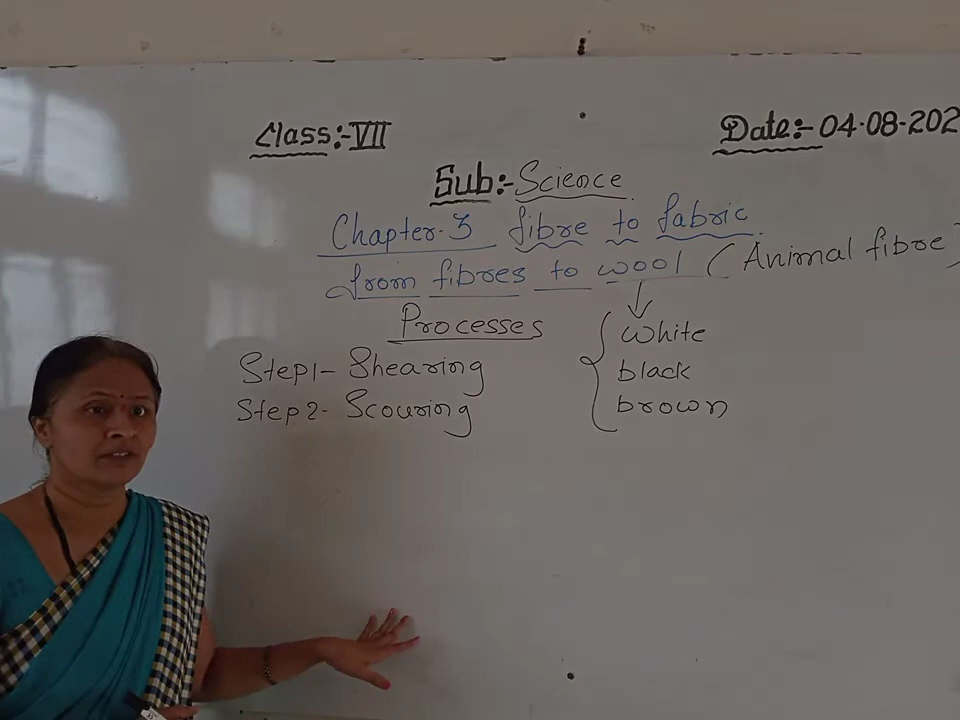 Class:-VII
Date:- 04-08-202
Sub:- Science
Chapter-3 fibre to fabric
from fibres to wool (Animal fibre)
Processes
white
Step1- Shearing
black
Step2- Scouring
brown